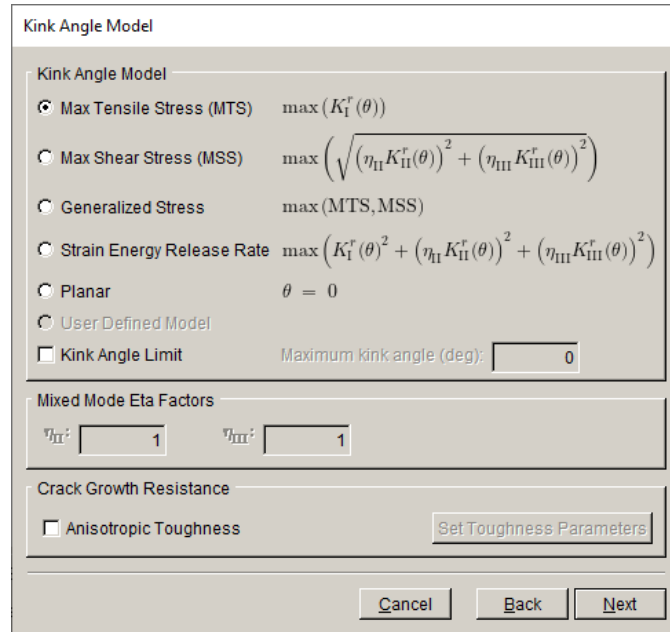 Kink Angle Model
Kink Angle Model
Max Tensile Stress (MTS) max (K_I^r(θ))
Max Shear Stress (MSS) max (√((η_II K_II^r(θ))^2 + (η_III K_III^r(θ))^2))
Generalized Stress max (MTS, MSS)
Strain Energy Release Rate max (K_I^r(θ)^2 + (η_II K_II^r(θ))^2 + (η_III K_III^r(θ))^2)
Planar θ = 0
User Defined Model
Kink Angle Limit Maximum kink angle (deg): 0
Mixed Mode Eta Factors
η_II: 1 η_III: 1
Crack Growth Resistance
Anisotropic Toughness Set Toughness Parameters
Cancel Back Next